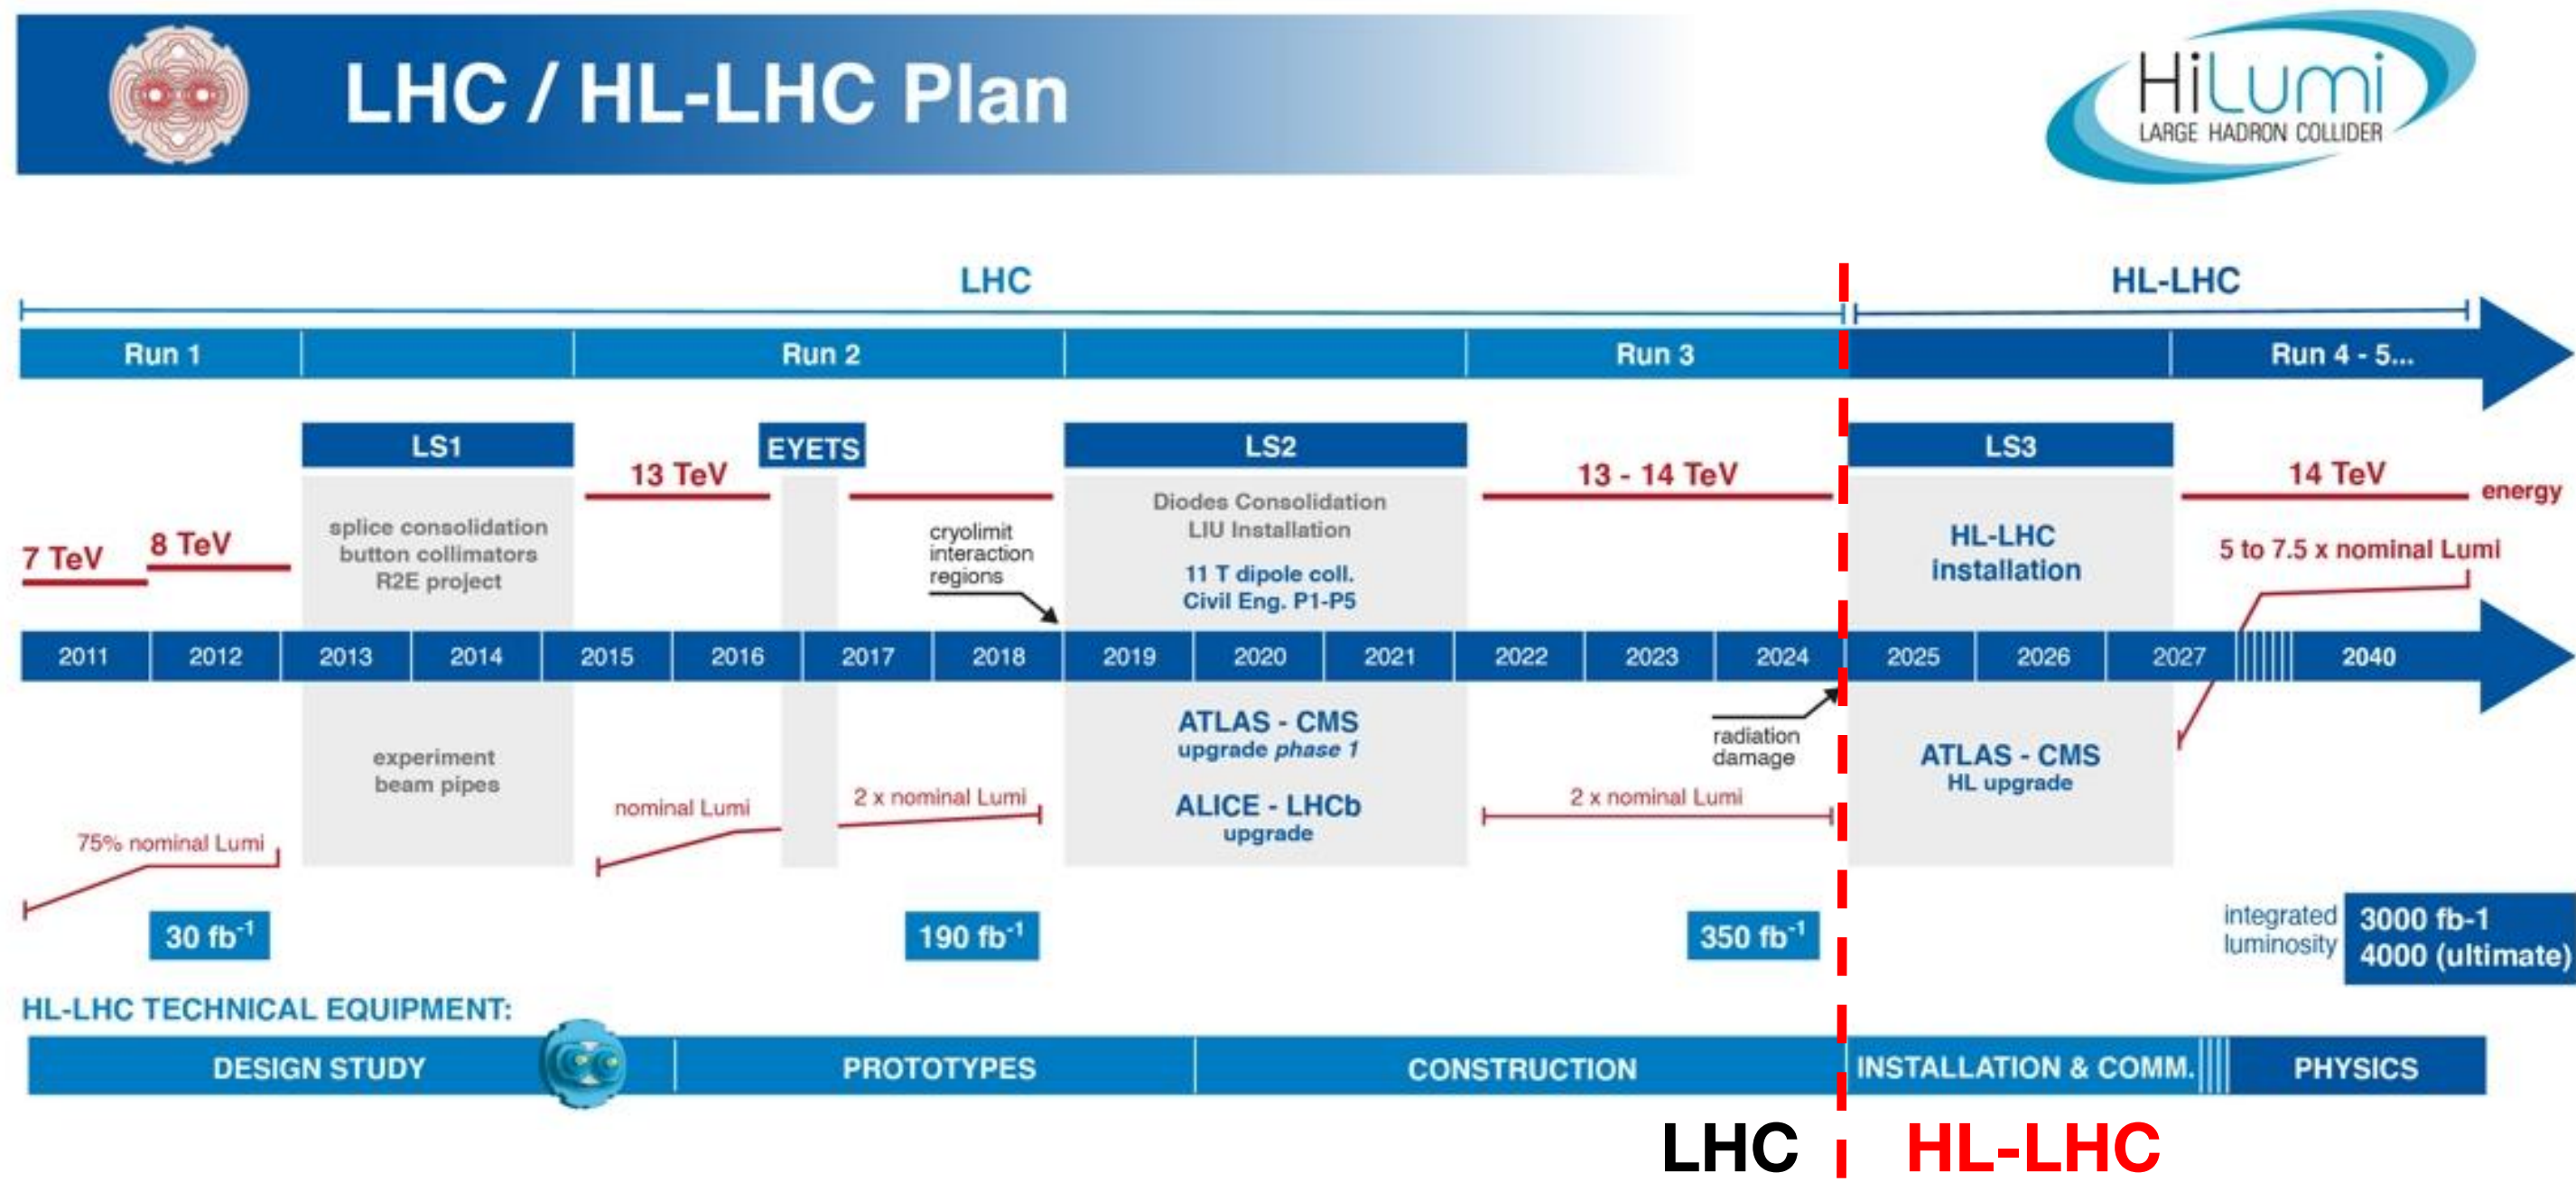 LHC / HL-LHC Plan
HiLumi
LARGE HADRON COLLIDER
LHC
HL-LHC
Run 1
Run 2
Run 3
Run 4 - 5...
LS1
EYETS
LS2
LS3
13 TeV
13 - 14 TeV
14 TeV
energy
7 TeV
8 TeV
splice consolidation
button collimators
R2E project
cryolimit
interaction
regions
Diodes Consolidation
LIU Installation
11 T dipole coll.
Civil Eng. P1-P5
HL-LHC
installation
5 to 7.5 x nominal Lumi
2011
2012
2013
2014
2015
2016
2017
2018
2019
2020
2021
2022
2023
2024
2025
2026
2027
2040
experiment
beam pipes
ATLAS - CMS
upgrade phase 1
ALICE - LHCb
upgrade
radiation
damage
ATLAS - CMS
HL upgrade
75% nominal Lumi
nominal Lumi
2 x nominal Lumi
2 x nominal Lumi
30 fb⁻¹
190 fb⁻¹
350 fb⁻¹
integrated
luminosity
3000 fb-1
4000 (ultimate)
HL-LHC TECHNICAL EQUIPMENT:
DESIGN STUDY
PROTOTYPES
CONSTRUCTION
INSTALLATION & COMM.
PHYSICS
LHC
HL-LHC